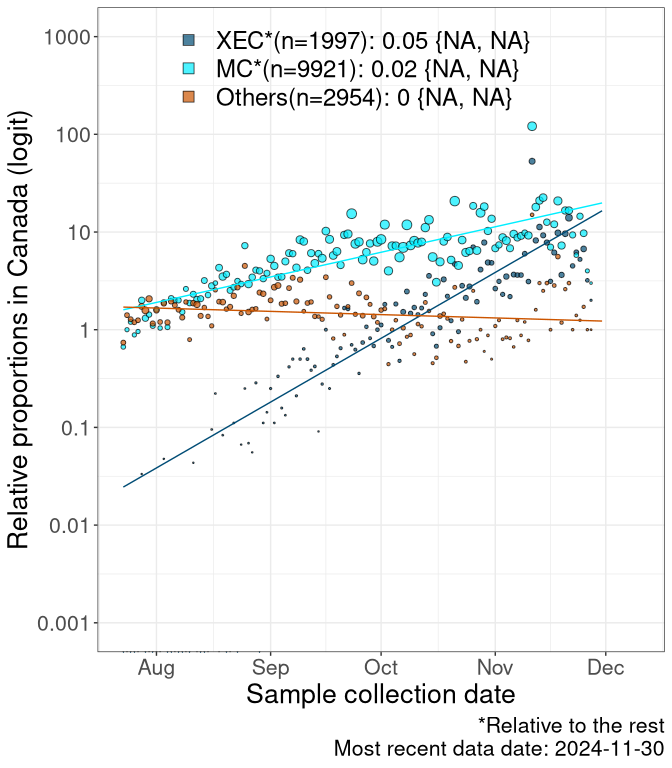 XEC*(n=1997): 0.05 {NA, NA}
MC*(n=9921): 0.02 {NA, NA}
Others(n=2954): 0 {NA, NA}
Relative proportions in Canada (logit)
1000
100
10
1
0.1
0.01
0.001
Aug Sep Oct Nov Dec
Sample collection date
*Relative to the rest
Most recent data date: 2024-11-30